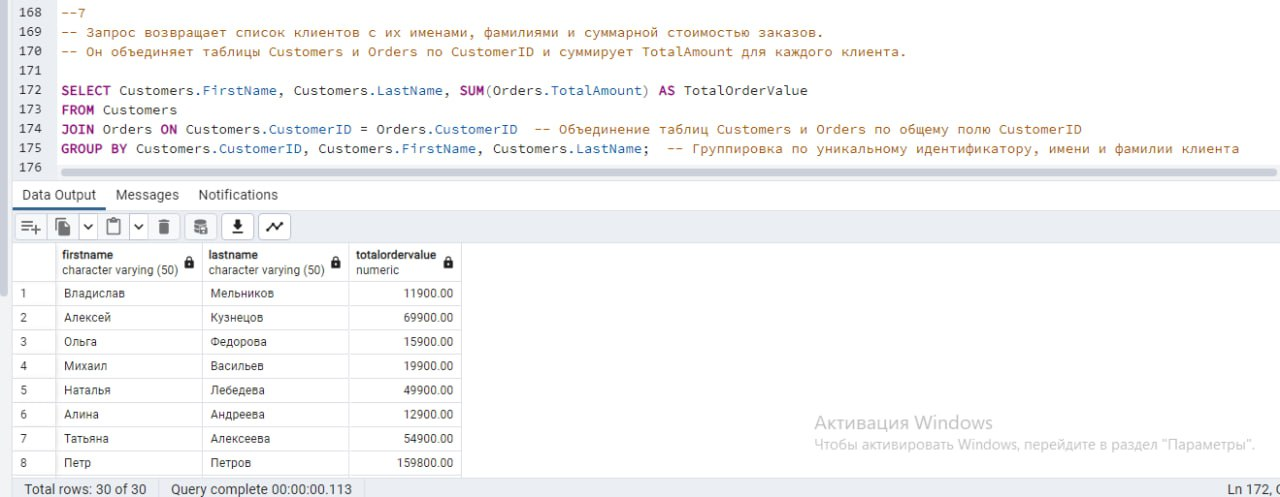 168 --7
169 -- Запрос возвращает список клиентов с их именами, фамилиями и суммарной стоимостью заказов.
170 -- Он объединяет таблицы Customers и Orders по CustomerID и суммирует TotalAmount для каждого клиента.
171
172 SELECT Customers.FirstName, Customers.LastName, SUM(Orders.TotalAmount) AS TotalOrderValue
173 FROM Customers
174 JOIN Orders ON Customers.CustomerID = Orders.CustomerID -- Объединение таблиц Customers и Orders по общему полю CustomerID
175 GROUP BY Customers.CustomerID, Customers.FirstName, Customers.LastName; -- Группировка по уникальному идентификатору, имени и фамилии клиента
176
Data Output Messages Notifications
firstname lastname totalordervalue
character varying (50) character varying (50) numeric
1 Владислав Мельников 11900.00
2 Алексей Кузнецов 69900.00
3 Ольга Федорова 15900.00
4 Михаил Васильев 19900.00
5 Наталья Лебедева 49900.00
6 Алина Андреева 12900.00
7 Татьяна Алексеева 54900.00
8 Петр Петров 159800.00
Активация Windows
Чтобы активировать Windows, перейдите в раздел "Параметры".
Total rows: 30 of 30 Query complete 00:00:00.113 Ln 172,